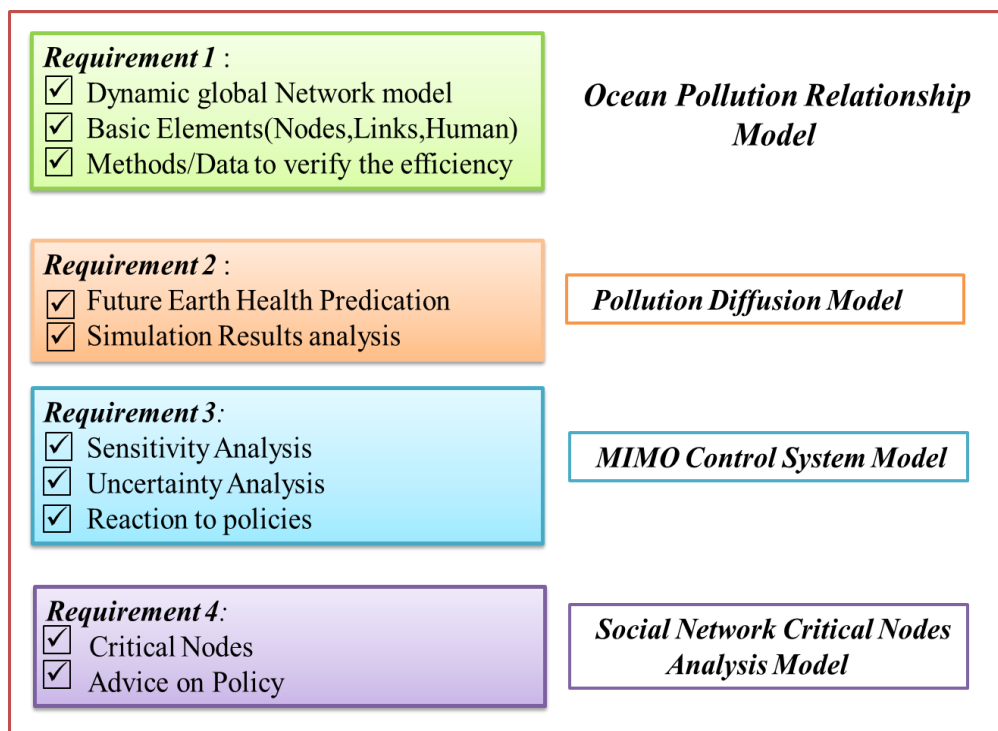 Requirement 1 :
Dynamic global Network model
Basic Elements(Nodes,Links,Human)
Methods/Data to verify the efficiency
Ocean Pollution Relationship
Model
Requirement 2 :
Future Earth Health Predication
Simulation Results analysis
Pollution Diffusion Model
Requirement 3:
Sensitivity Analysis
Uncertainty Analysis
Reaction to policies
MIMO Control System Model
Requirement 4:
Critical Nodes
Advice on Policy
Social Network Critical Nodes
Analysis Model